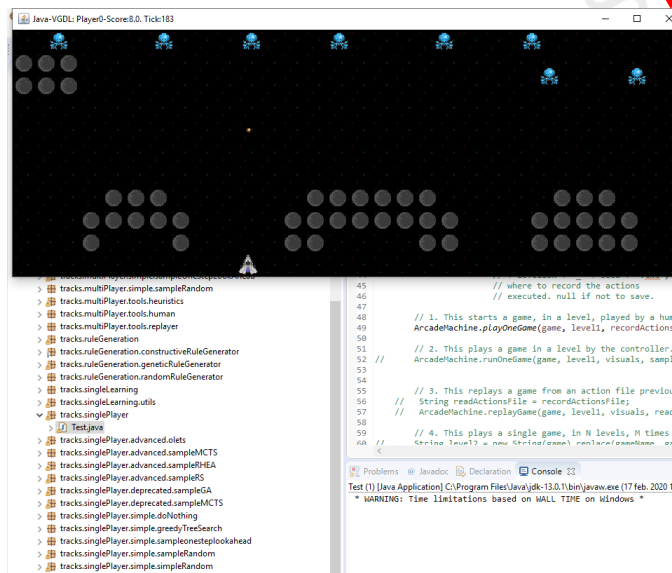 Java-VGDL: Player0-Score:8.0. Tick:183
tracks.multiPlayer.simple.sampleRandom
tracks.multiPlayer.tools.heuristics
tracks.multiPlayer.tools.human
tracks.multiPlayer.tools.replayer
tracks.ruleGeneration
tracks.ruleGeneration.constructiveRuleGenerator
tracks.ruleGeneration.geneticRuleGenerator
tracks.ruleGeneration.randomRuleGenerator
tracks.singleLearning
tracks.singleLearning.utils
tracks.singlePlayer
Test.java
tracks.singlePlayer.advanced.olets
tracks.singlePlayer.advanced.sampleMCTS
tracks.singlePlayer.advanced.sampleRHEA
tracks.singlePlayer.advanced.sampleRS
tracks.singlePlayer.deprecated.sampleGA
tracks.singlePlayer.deprecated.sampleMCTS
tracks.singlePlayer.simple.doNothing
tracks.singlePlayer.simple.greedyTreeSearch
tracks.singlePlayer.simple.sampleonesteplookahead
tracks.singlePlayer.simple.sampleRandom
tracks.singlePlayer.simple.simpleRandom
45 // where to record the actions
46 // executed. null if not to save.
47
48 // 1. This starts a game, in a level, played by a hum
49 ArcadeMachine.playOneGame(game, level1, recordActions
50
51 // 2. This plays a game in a level by the controller.
52 // ArcadeMachine.runOneGame(game, level1, visuals, sampl
53
54
55 // 3. This replays a game from an action file previou
56 // String readActionsFile = recordActionsFile;
57 // ArcadeMachine.replayGame(game, level1, visuals, read
58
59 // 4. This plays a single game, in N levels, M times
60 // String level2 = new String(game).replace(gameName, ga
Problems Javadoc Declaration Console
Test (1) [Java Application] C:\Program Files\Java\jdk-13.0.1\bin\javaw.exe (17 feb. 2020 1
* WARNING: Time limitations based on WALL TIME on Windows *